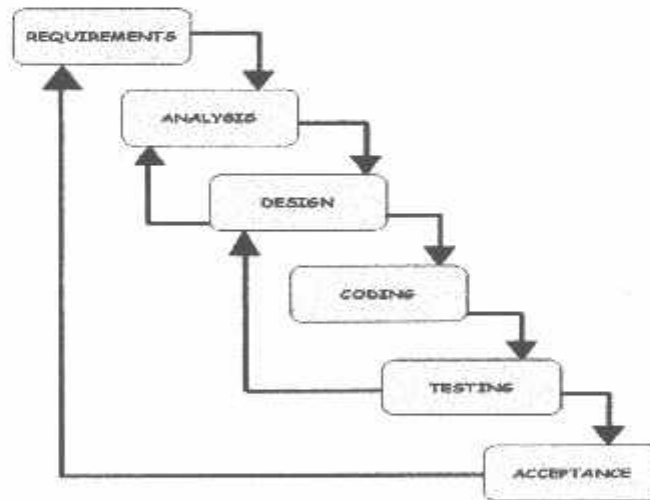 REQUIREMENTS
ANALYSIS
DESIGN
CODING
TESTING
ACCEPTANCE